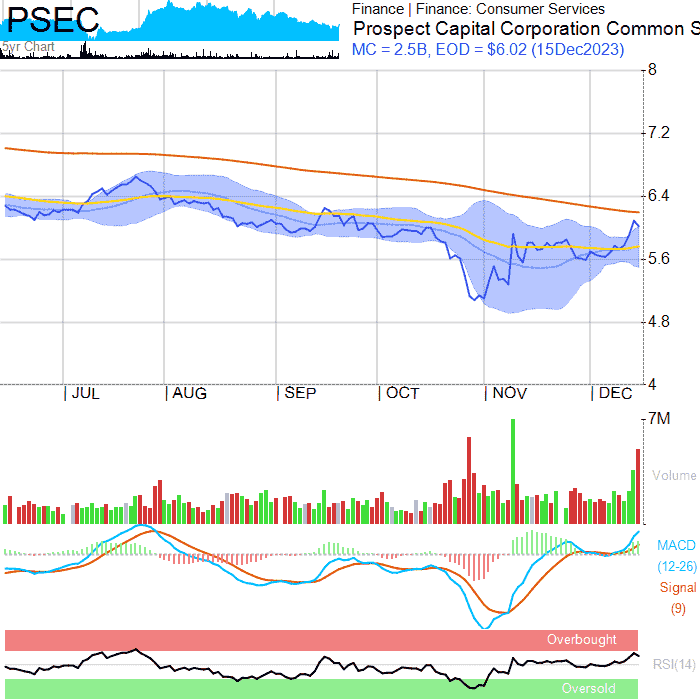 PSEC
5yr Chart
Finance | Finance: Consumer Services
Prospect Capital Corporation Common S
MC = 2.5B, EOD = $6.02 (15Dec2023)
8
7.2
6.4
5.6
4.8
4
| JUL | AUG | SEP | OCT | NOV | DEC
7M
Volume
MACD
(12-26)
Signal
(9)
Overbought
RSI(14)
Oversold